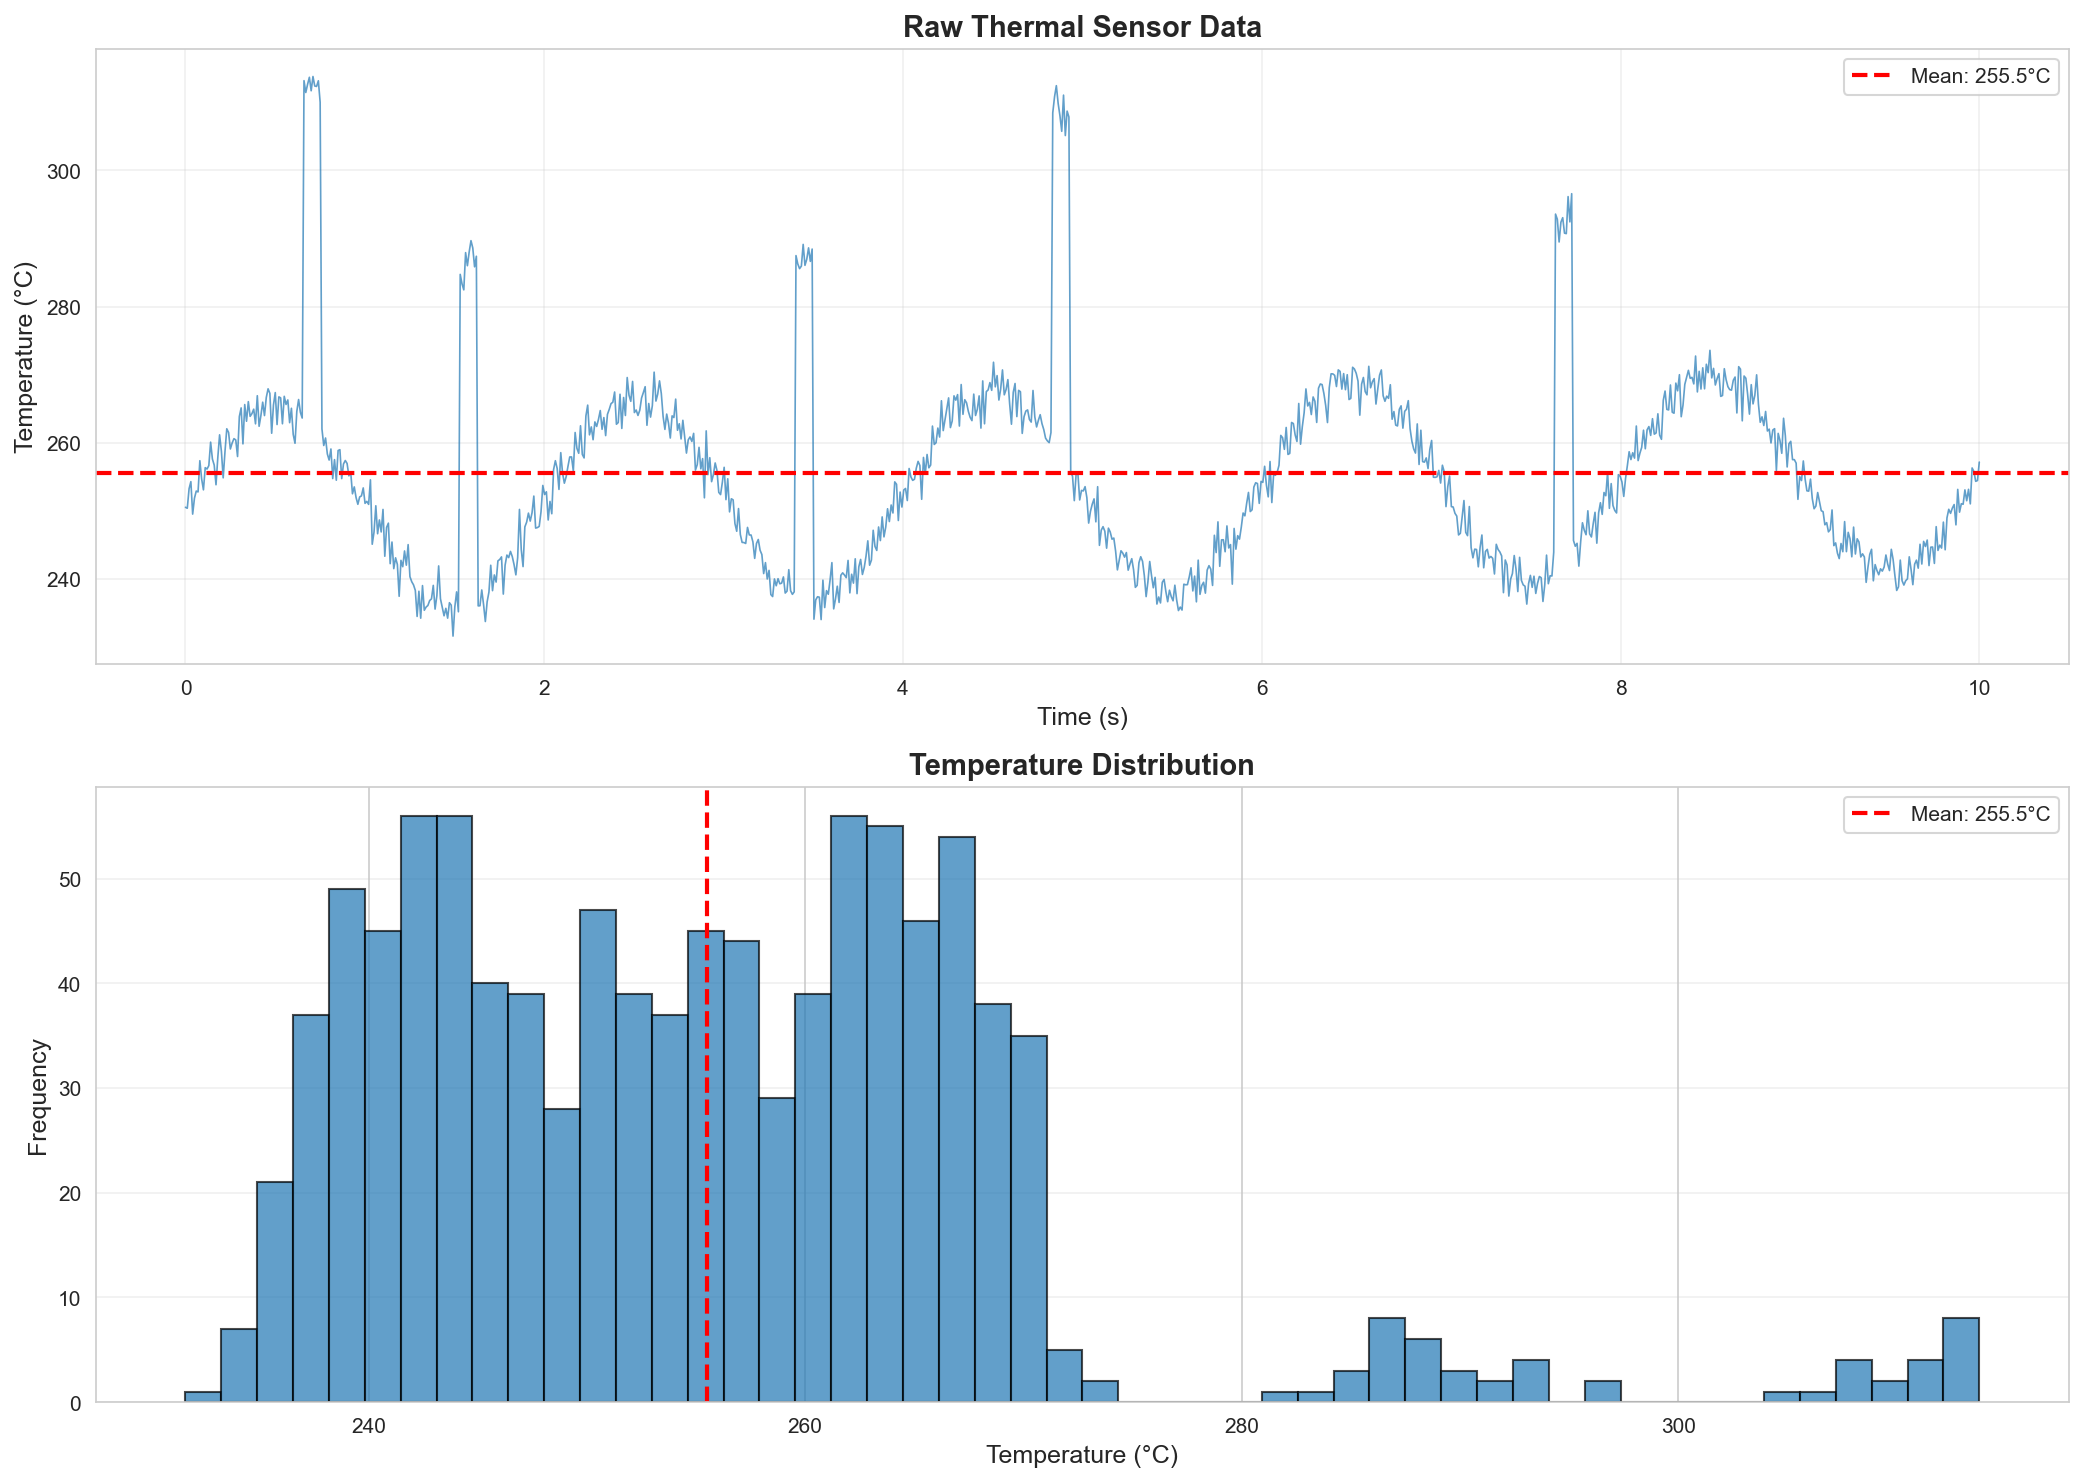 Raw Thermal Sensor Data
Mean: 255.5°C
Temperature (°C)
300
280
260
240
0 2 4 6 8 10
Time (s)
Temperature Distribution
Mean: 255.5°C
Frequency
50
40
30
20
10
0
240 260 280 300
Temperature (°C)